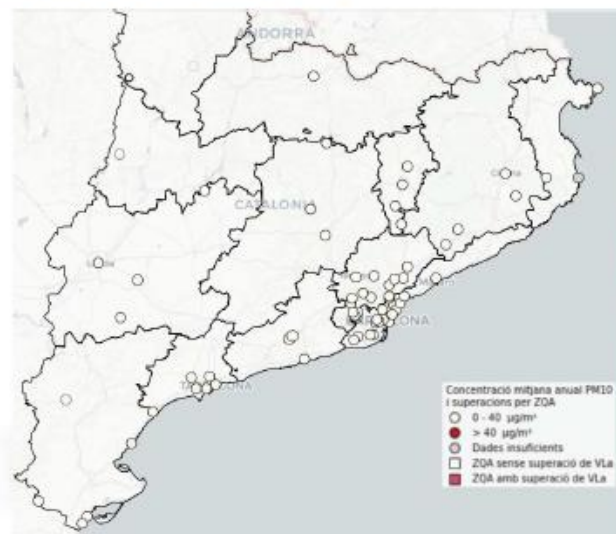 ANDORRA
CATALONIA
BARCELONA
TARRAGONA
Concentració mitjana anual PM10
i superacions per ZQA
0 - 40 µg/m³
> 40 µg/m³
Dades insuficients
ZQA sense superació de VLa
ZQA amb superació de VLa